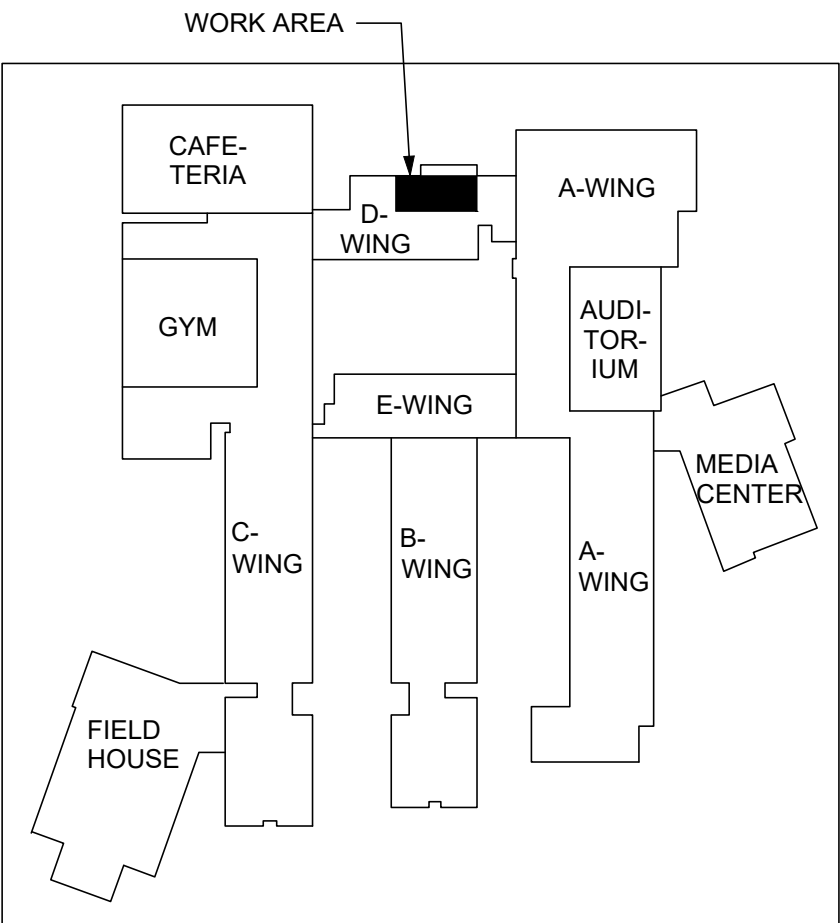 WORK AREA
CAFE-
TERIA
A-WING
D-
WING
GYM
AUDI-
TOR-
IUM
E-WING
MEDIA
CENTER
C-
WING
B-
WING
A-
WING
FIELD
HOUSE